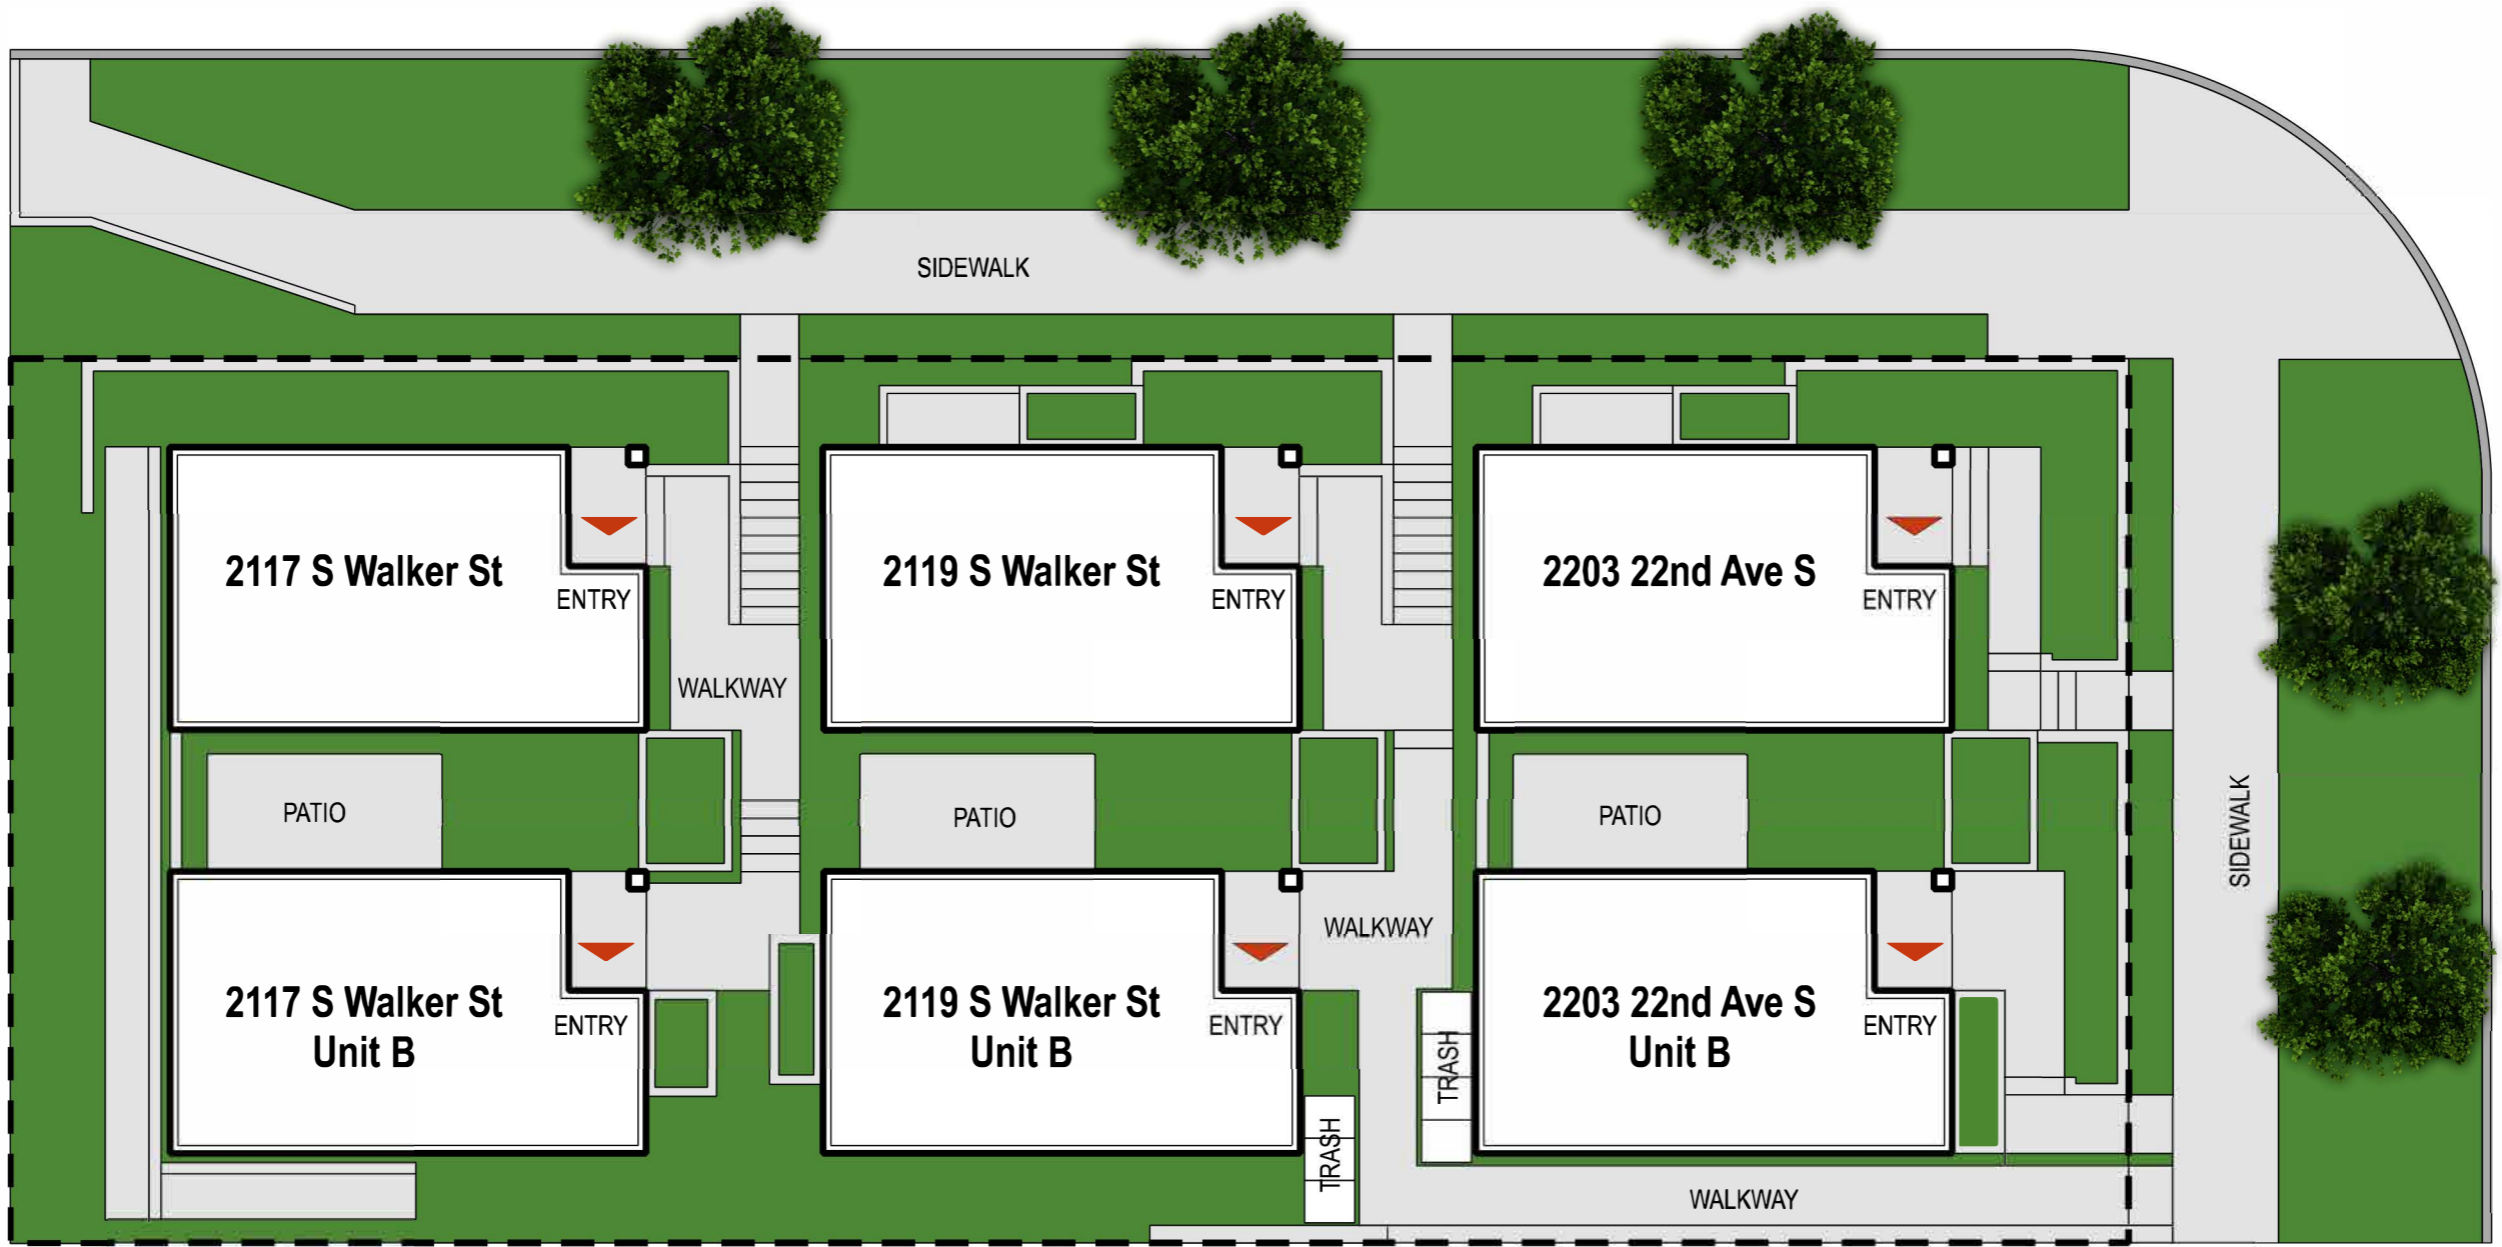 SIDEWALK
2117 S Walker St
ENTRY
2119 S Walker St
ENTRY
2203 22nd Ave S
ENTRY
WALKWAY
PATIO
PATIO
PATIO
SIDEWALK
WALKWAY
2117 S Walker St
Unit B
ENTRY
2119 S Walker St
Unit B
ENTRY
2203 22nd Ave S
Unit B
ENTRY
TRASH
TRASH
WALKWAY